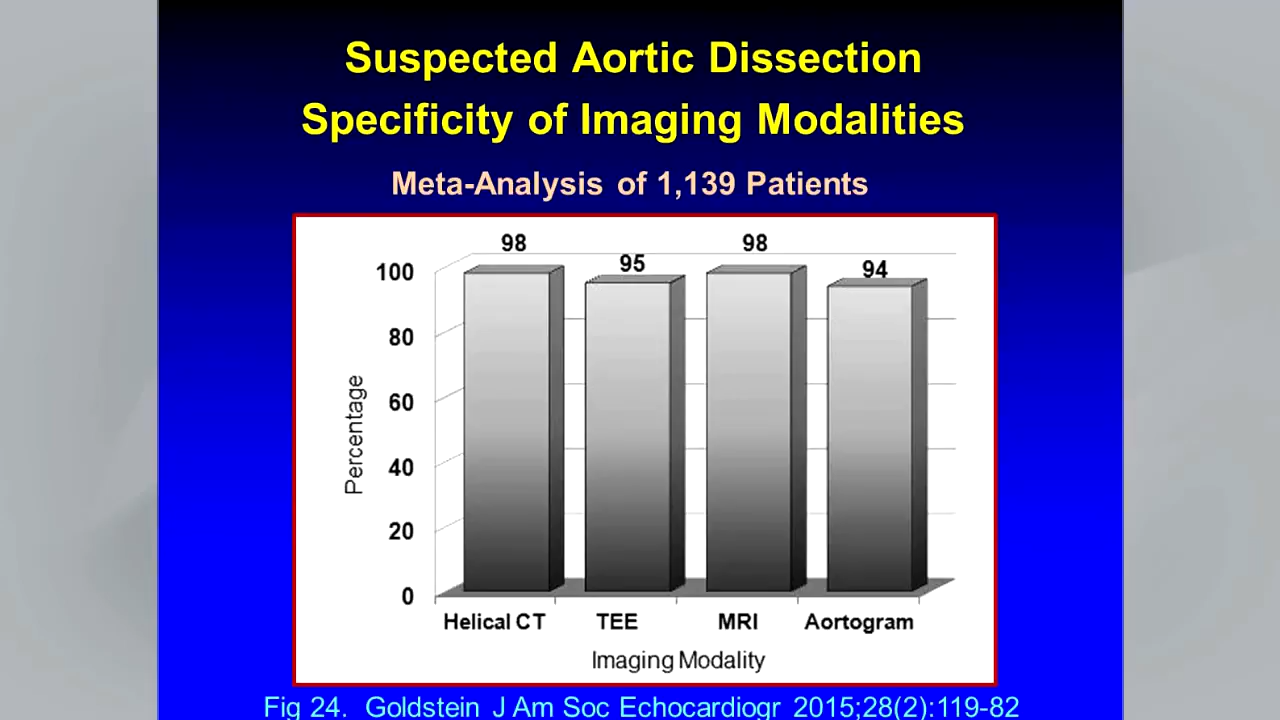 Suspected Aortic Dissection
Specificity of Imaging Modalities
Meta-Analysis of 1,139 Patients
98
95
98
94
100
80
60
40
20
0
Percentage
Helical CT
TEE
MRI
Aortogram
Imaging Modality
Fig 24. Goldstein J Am Soc Echocardiogr 2015;28(2):119-82